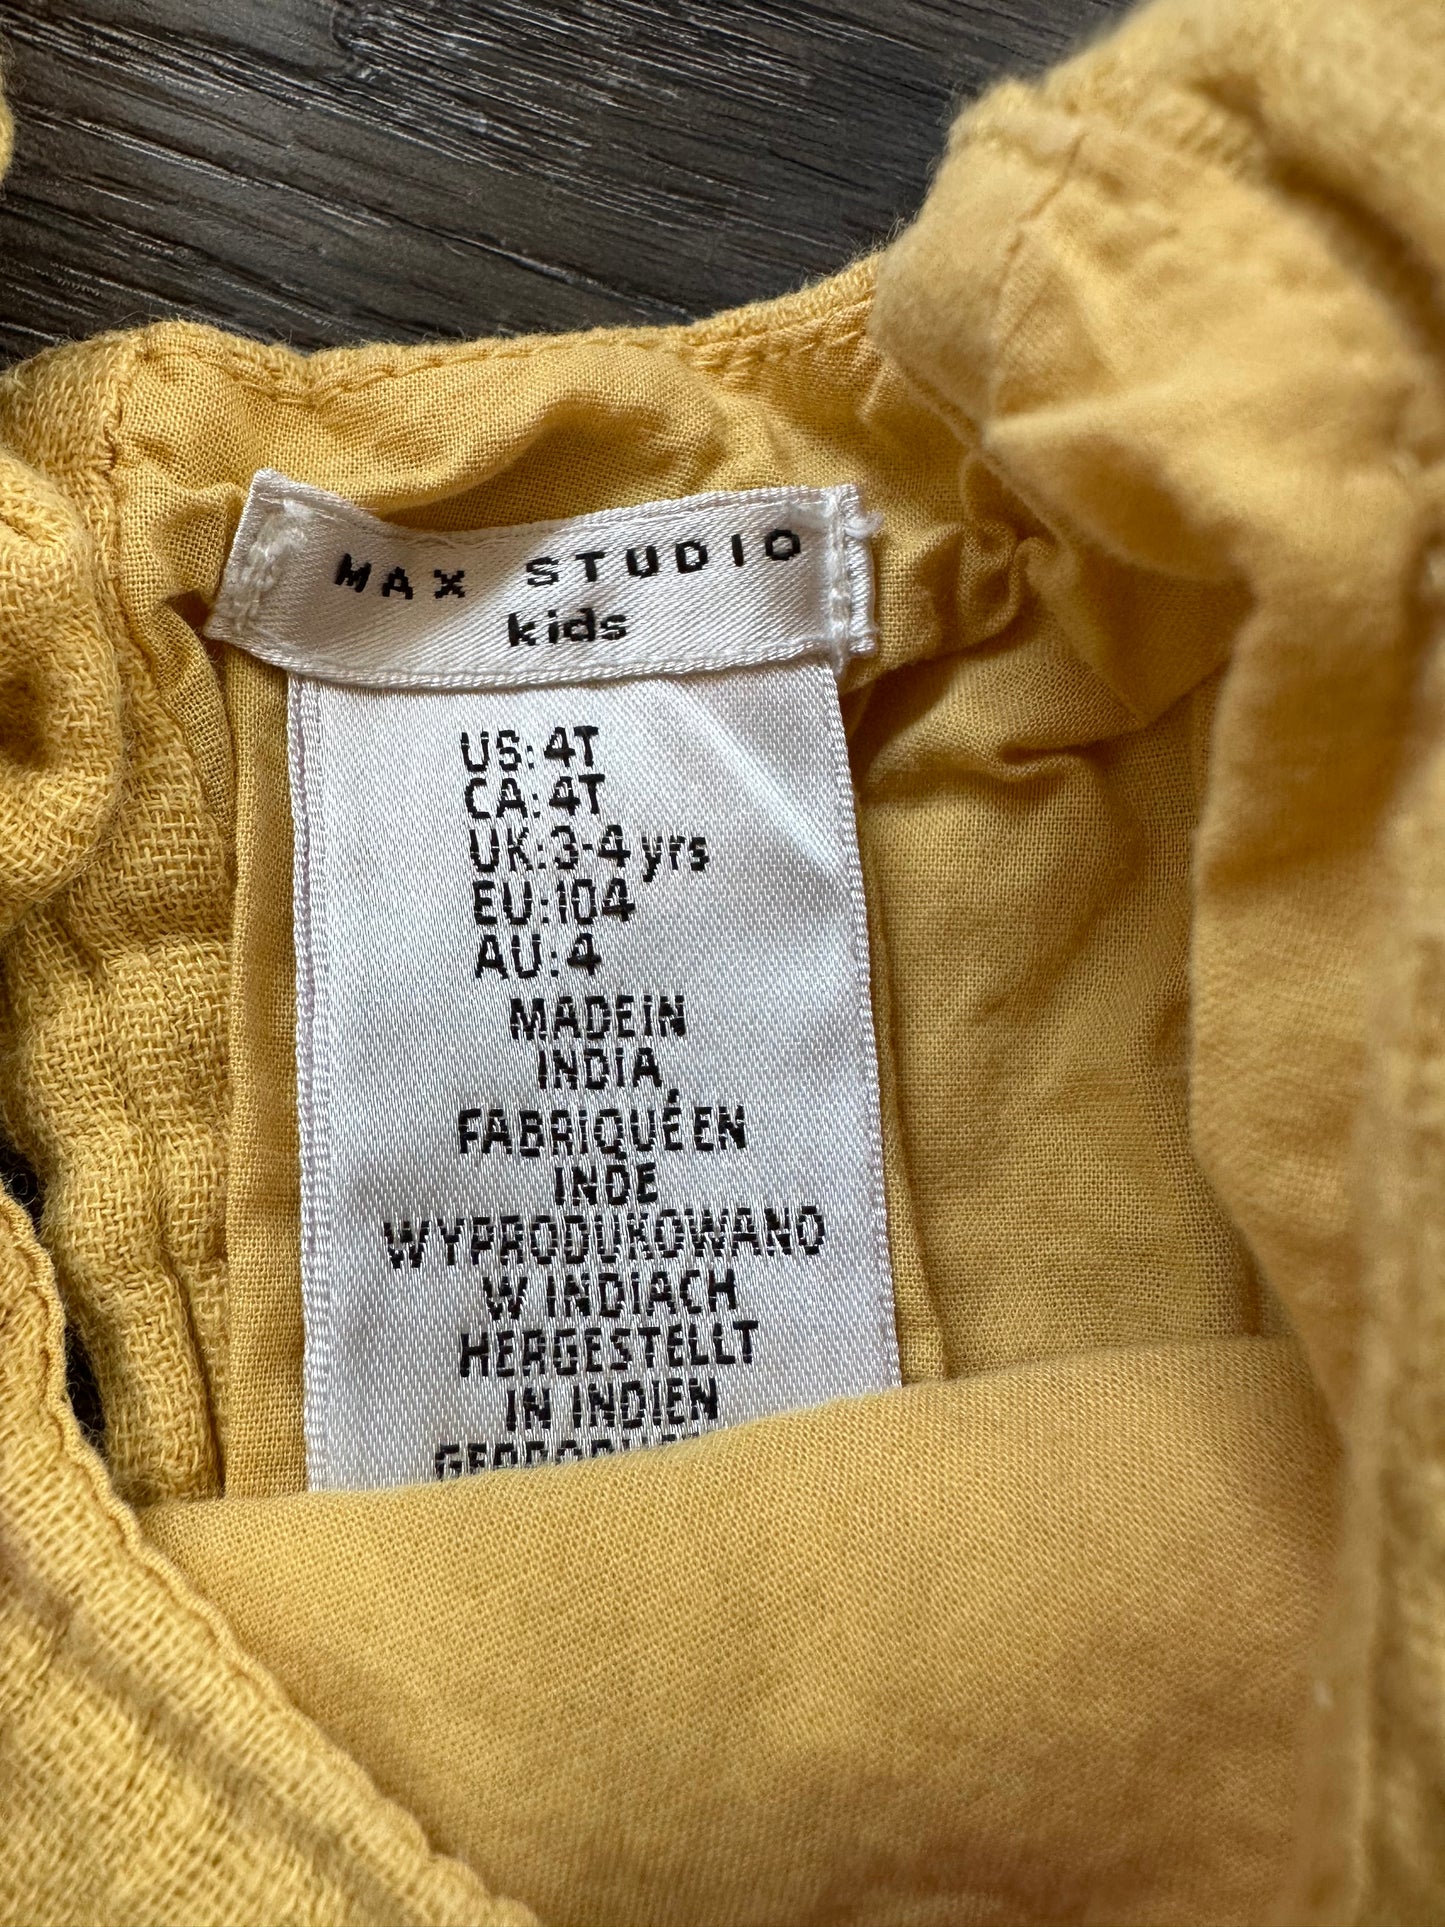 MAX STUDIO
kids
US: 4T
CA: 4T
UK: 3-4 yrs
EU: 104
AU: 4
MADE IN
INDIA
FABRIQUÉ EN
INDE
WYPRODUKOWANO
W INDIACH
HERGESTELLT
IN INDIEN